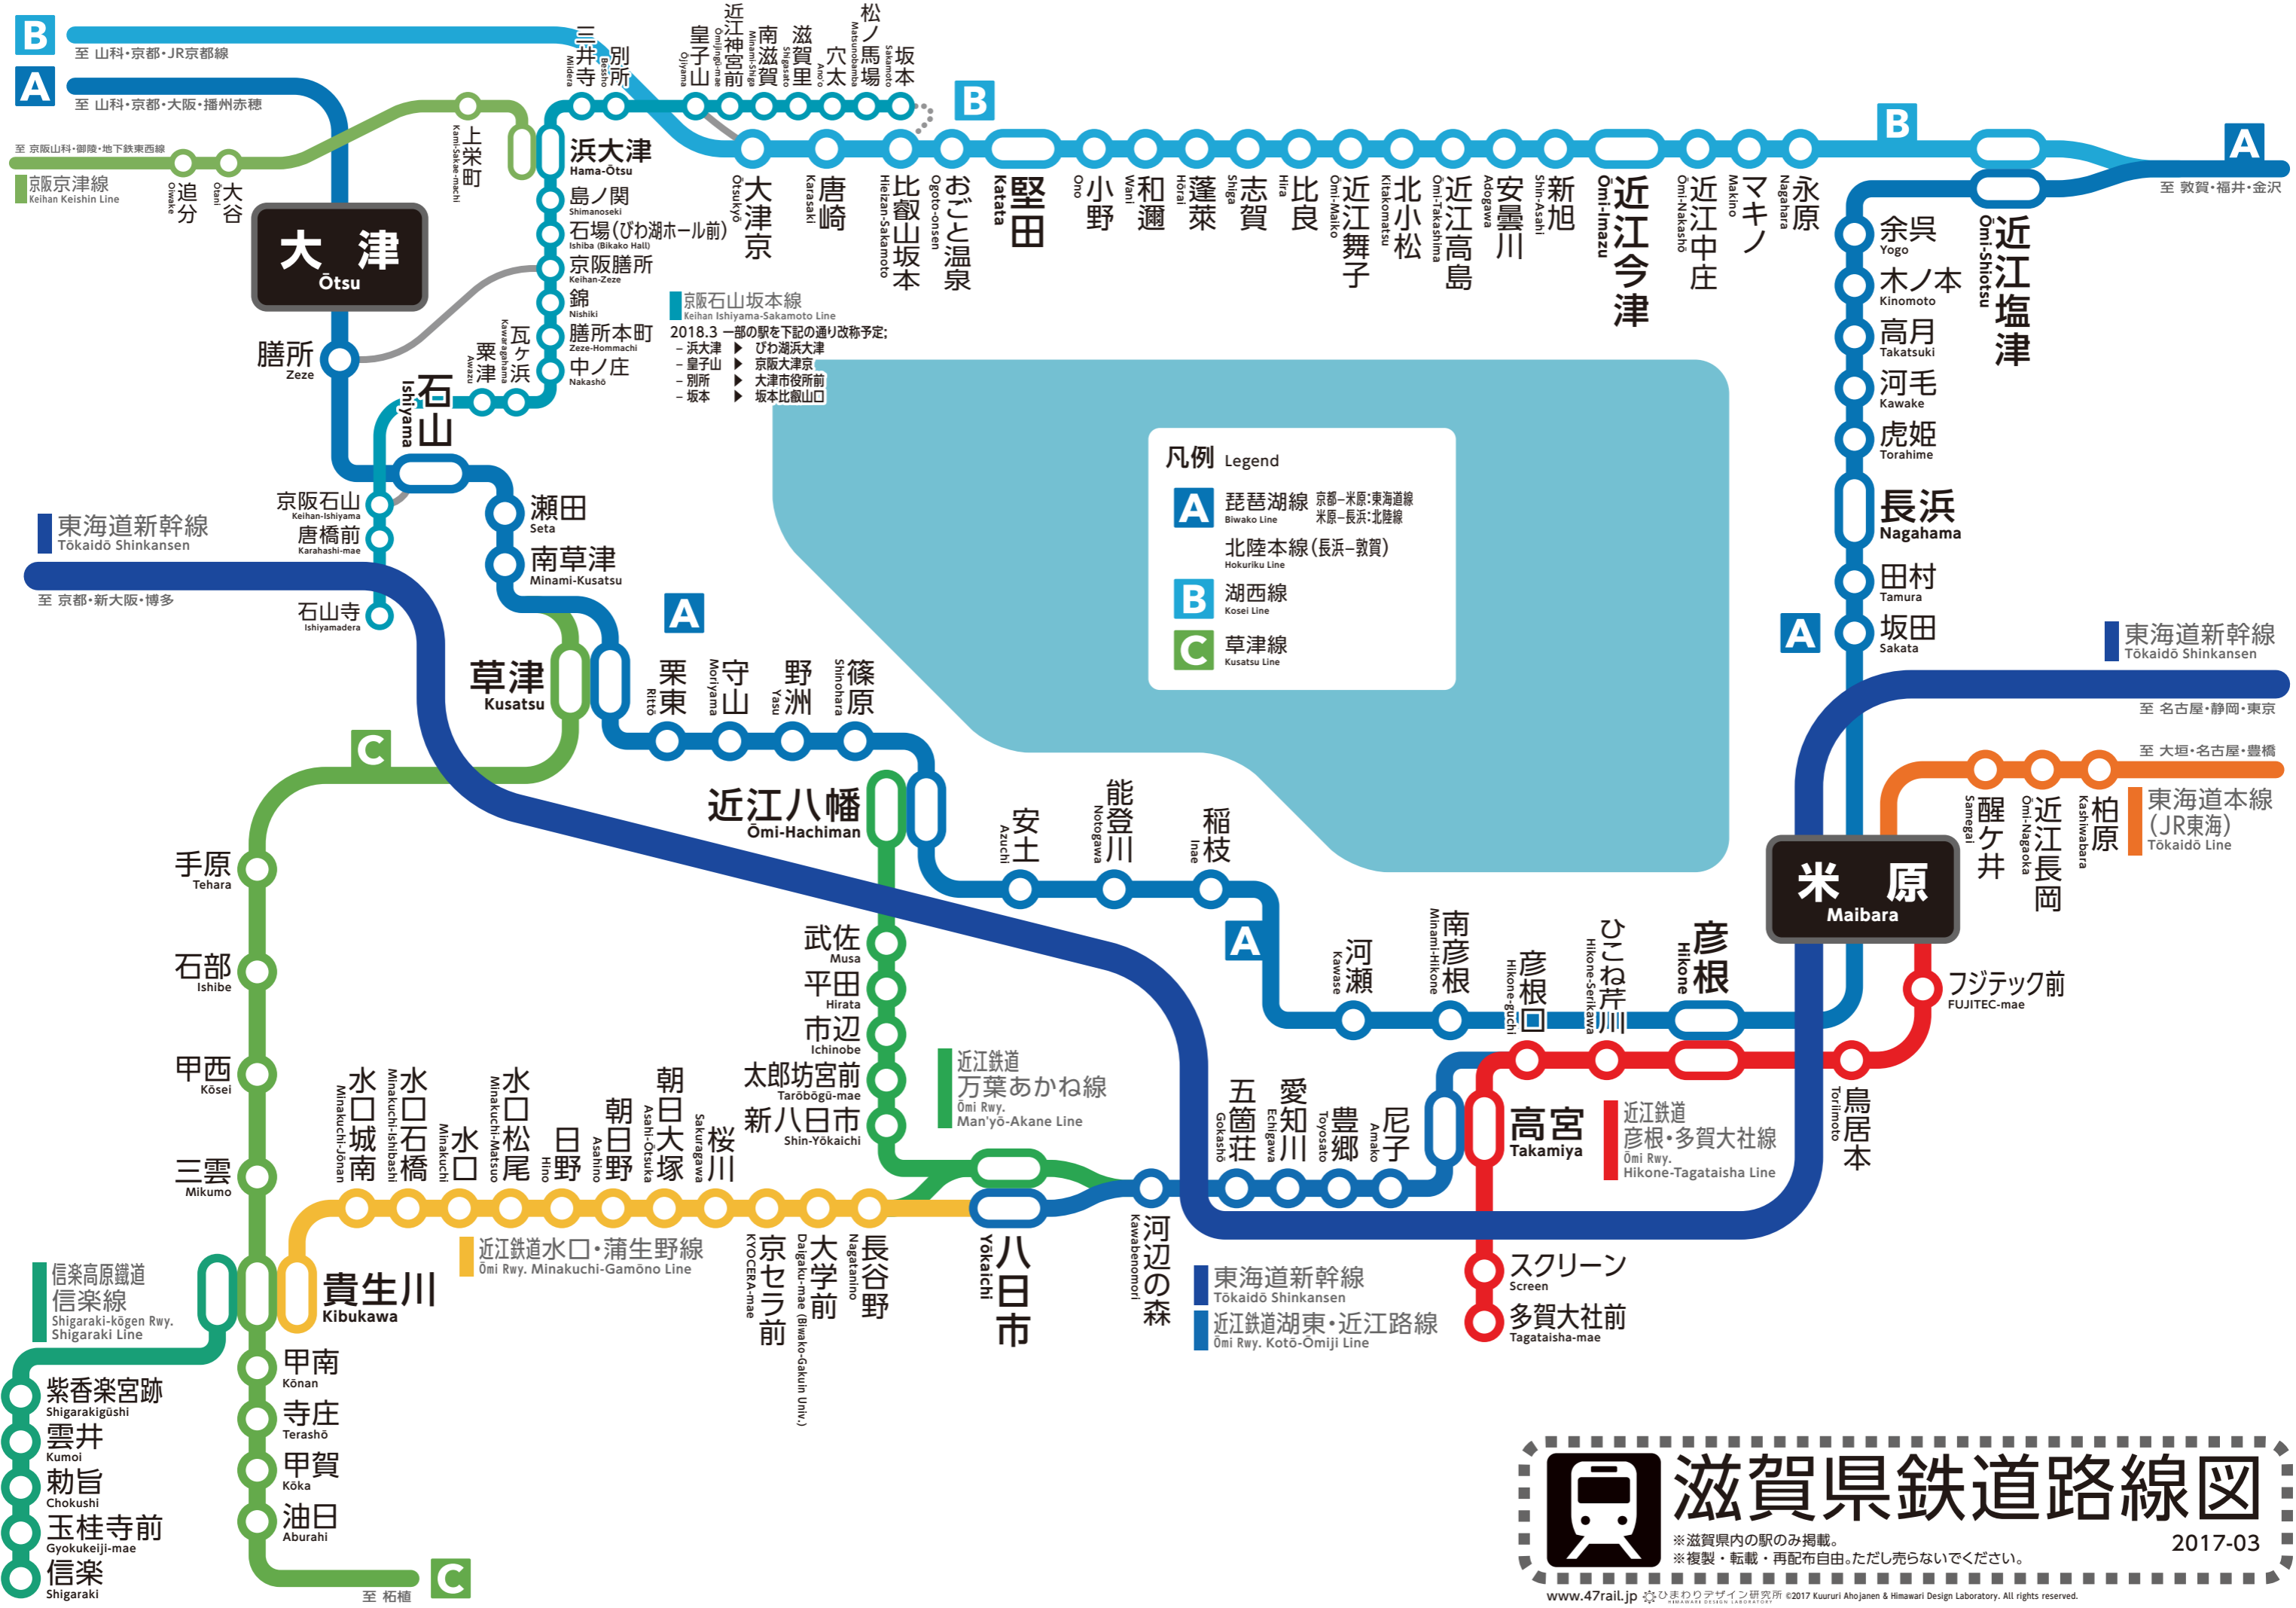 B
至 山科・京都・JR京都線
A
至 山科・京都・大阪・播州赤穂
至 京阪山科・御陵・地下鉄東西線
京阪京津線
Keihan Keishin Line
追分
Oiwake
大谷
Ōtani
上栄町
Kami-Sakae-machi
三井寺
Miidera
別所
Bessho
皇子山
Ōjiyama
近江神宮前
Ōmijingū-mae
南滋賀
Minami-Shiga
滋賀里
Shigasato
穴太
Ano'o
松ノ馬場
Matsunobamba
坂本
Sakamoto
浜大津
Hama-Ōtsu
島ノ関
Shimanoseki
石場(びわ湖ホール前)
Ishiba (Bikako Hall)
京阪膳所
Keihan-Zeze
錦
Nishiki
膳所本町
Zeze-Hommachi
中ノ庄
Nakashō
瓦ヶ浜
Kawaragahama
粟津
Awazu
京阪石山坂本線
Keihan Ishiyama-Sakamoto Line
2018.3 一部の駅を下記の通り改称予定;
– 浜大津 ▶ びわ湖浜大津
– 皇子山 ▶ 京阪大津京
– 別所 ▶ 大津市役所前
– 坂本 ▶ 坂本比叡山口
大津
Ōtsu
膳所
Zeze
石山
Ishiyama
京阪石山
Keihan-Ishiyama
唐橋前
Karahashi-mae
石山寺
Ishiyamadera
B
大津京
Ōtsukyō
唐崎
Karasaki
比叡山坂本
Hieizan-Sakamoto
おごと温泉
Ogoto-onsen
堅田
Katata
小野
Ono
和邇
Wani
蓬莱
Hōrai
志賀
Shiga
比良
Hira
近江舞子
Ōmi-Maiko
北小松
Kitakomatsu
近江高島
Ōmi-Takashima
安曇川
Adogawa
新旭
Shin-Asahi
近江今津
Ōmi-Imazu
近江中庄
Ōmi-Nakashō
マキノ
Makino
永原
Nagahara
B
近江塩津
Ōmi-Shiotsu
A
至 敦賀・福井・金沢
余呉
Yogo
木ノ本
Kinomoto
高月
Takatsuki
河毛
Kawake
虎姫
Torahime
長浜
Nagahama
田村
Tamura
坂田
Sakata
A
凡例 Legend
A 琵琶湖線 京都–米原:東海道線
Biwako Line 米原–長浜:北陸線
北陸本線(長浜–敦賀)
Hokuriku Line
B 湖西線
Kosei Line
C 草津線
Kusatsu Line
東海道新幹線
Tōkaidō Shinkansen
至 京都・新大阪・博多
瀬田
Seta
南草津
Minami-Kusatsu
A
草津
Kusatsu
栗東
Rittō
守山
Moriyama
野洲
Yasu
篠原
Shinohara
近江八幡
Ōmi-Hachiman
安土
Azuchi
能登川
Notogawa
稲枝
Inae
A
河瀬
Kawase
南彦根
Minami-Hikone
彦根口
Hikone-guchi
ひこね芹川
Hikone-Serikawa
彦根
Hikone
東海道新幹線
Tōkaidō Shinkansen
至 名古屋・静岡・東京
至 大垣・名古屋・豊橋
東海道本線
(JR東海)
Tōkaidō Line
醒ヶ井
Samegai
近江長岡
Ōmi-Nagaoka
柏原
Kashiwabara
米原
Maibara
フジテック前
FUJITEC-mae
鳥居本
Toriimoto
高宮
Takamiya
近江鉄道
彦根・多賀大社線
Ōmi Rwy.
Hikone-Tagataisha Line
スクリーン
Screen
多賀大社前
Tagataisha-mae
C
手原
Tehara
石部
Ishibe
甲西
Kōsei
三雲
Mikumo
貴生川
Kibukawa
甲南
Kōnan
寺庄
Terashō
甲賀
Kōka
油日
Aburahi
至 柘植
C
信楽高原鐵道
信楽線
Shigaraki-kōgen Rwy.
Shigaraki Line
紫香楽宮跡
Shigarakigūshi
雲井
Kumoi
勅旨
Chokushi
玉桂寺前
Gyokukeiji-mae
信楽
Shigaraki
武佐
Musa
平田
Hirata
市辺
Ichinobe
太郎坊宮前
Tarōbōgū-mae
新八日市
Shin-Yōkaichi
近江鉄道
万葉あかね線
Ōmi Rwy.
Man'yō-Akane Line
水口城南
Minakuchi-Jōnan
水口石橋
Minakuchi-Ishibashi
水口
Minakuchi
水口松尾
Minakuchi-Matsuo
日野
Hino
朝日野
Asahino
朝日大塚
Asahi-Ōtsuka
桜川
Sakuragawa
京セラ前
KYOCERA-mae
大学前
Daigaku-mae (Biwako-Gakuin Univ.)
長谷野
Nagatanino
近江鉄道水口・蒲生野線
Ōmi Rwy. Minakuchi-Gamōno Line
八日市
Yōkaichi
河辺の森
Kawabenomori
五箇荘
Gokashō
愛知川
Echigawa
豊郷
Toyosato
尼子
Amako
東海道新幹線
Tōkaidō Shinkansen
近江鉄道湖東・近江路線
Ōmi Rwy. Kotō-Ōmiji Line
滋賀県鉄道路線図
※滋賀県内の駅のみ掲載。
※複製・転載・再配布自由。ただし売らないでください。
2017-03
www.47rail.jp ひまわりデザイン研究所 HIMAWARI DESIGN LABORATORY ©2017 Kuururi Ahojanen & Himawari Design Laboratory. All rights reserved.